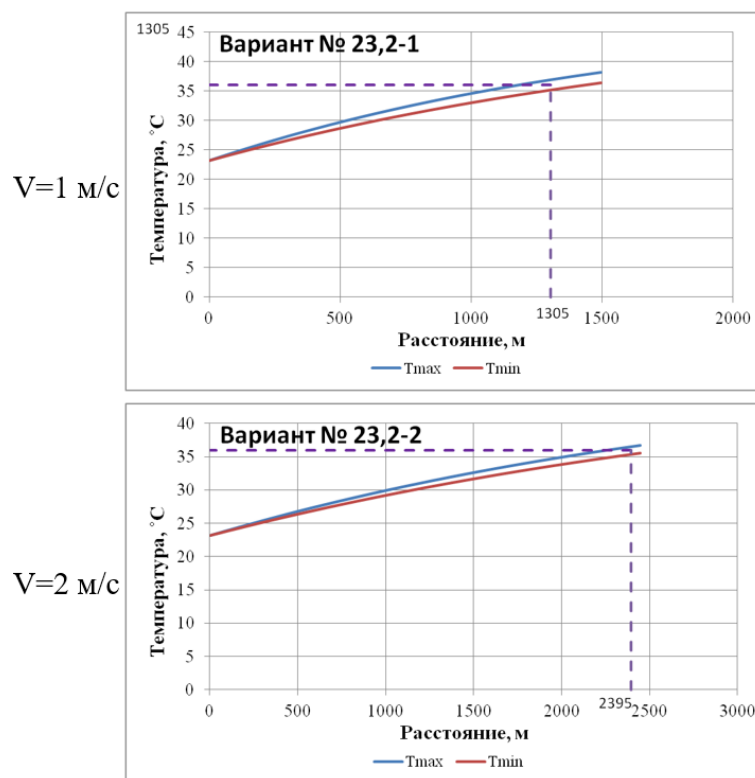 1305
Вариант № 23,2-1
V=1 м/с
Температура, ˚С
45
40
35
30
25
20
15
10
5
0
0 500 1000 1500 2000
1305
Расстояние, м
Tmax Tmin
Вариант № 23,2-2
V=2 м/с
Температура, ˚С
40
35
30
25
20
15
10
5
0
0 500 1000 1500 2000 2500 3000
2395
Расстояние, м
Tmax Tmin